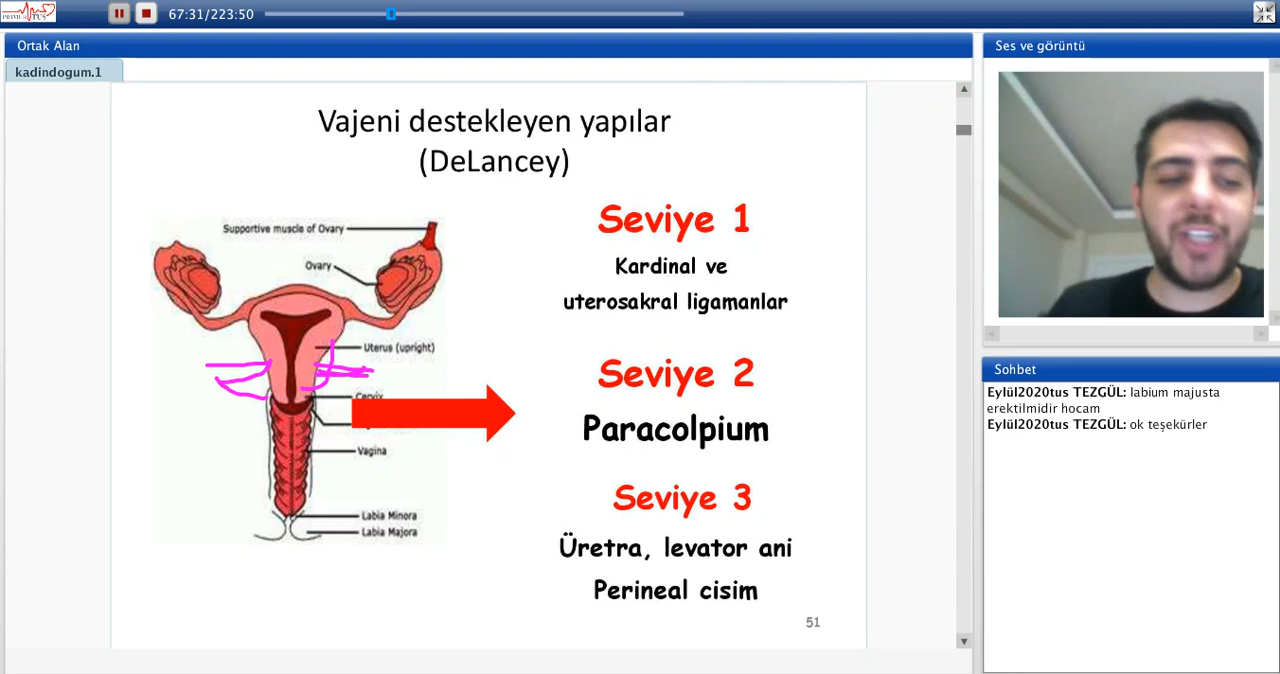 PRIMER TUS
67:31/223:50
Ortak Alan
kadindogum.1
Vajeni destekleyen yapılar
(DeLancey)
Supportive muscle of Ovary
Ovary
Uterus (upright)
Cervix
Vagina
Labia Minora
Labia Majora
Seviye 1
Kardinal ve
uterosakral ligamanlar
Seviye 2
Paracolpium
Seviye 3
Üretra, levator ani
Perineal cisim
51
Ses ve görüntü
Sohbet
Eylül2020tus TEZGÜL: labium majusta
erektilmidir hocam
Eylül2020tus TEZGÜL: ok teşekürler